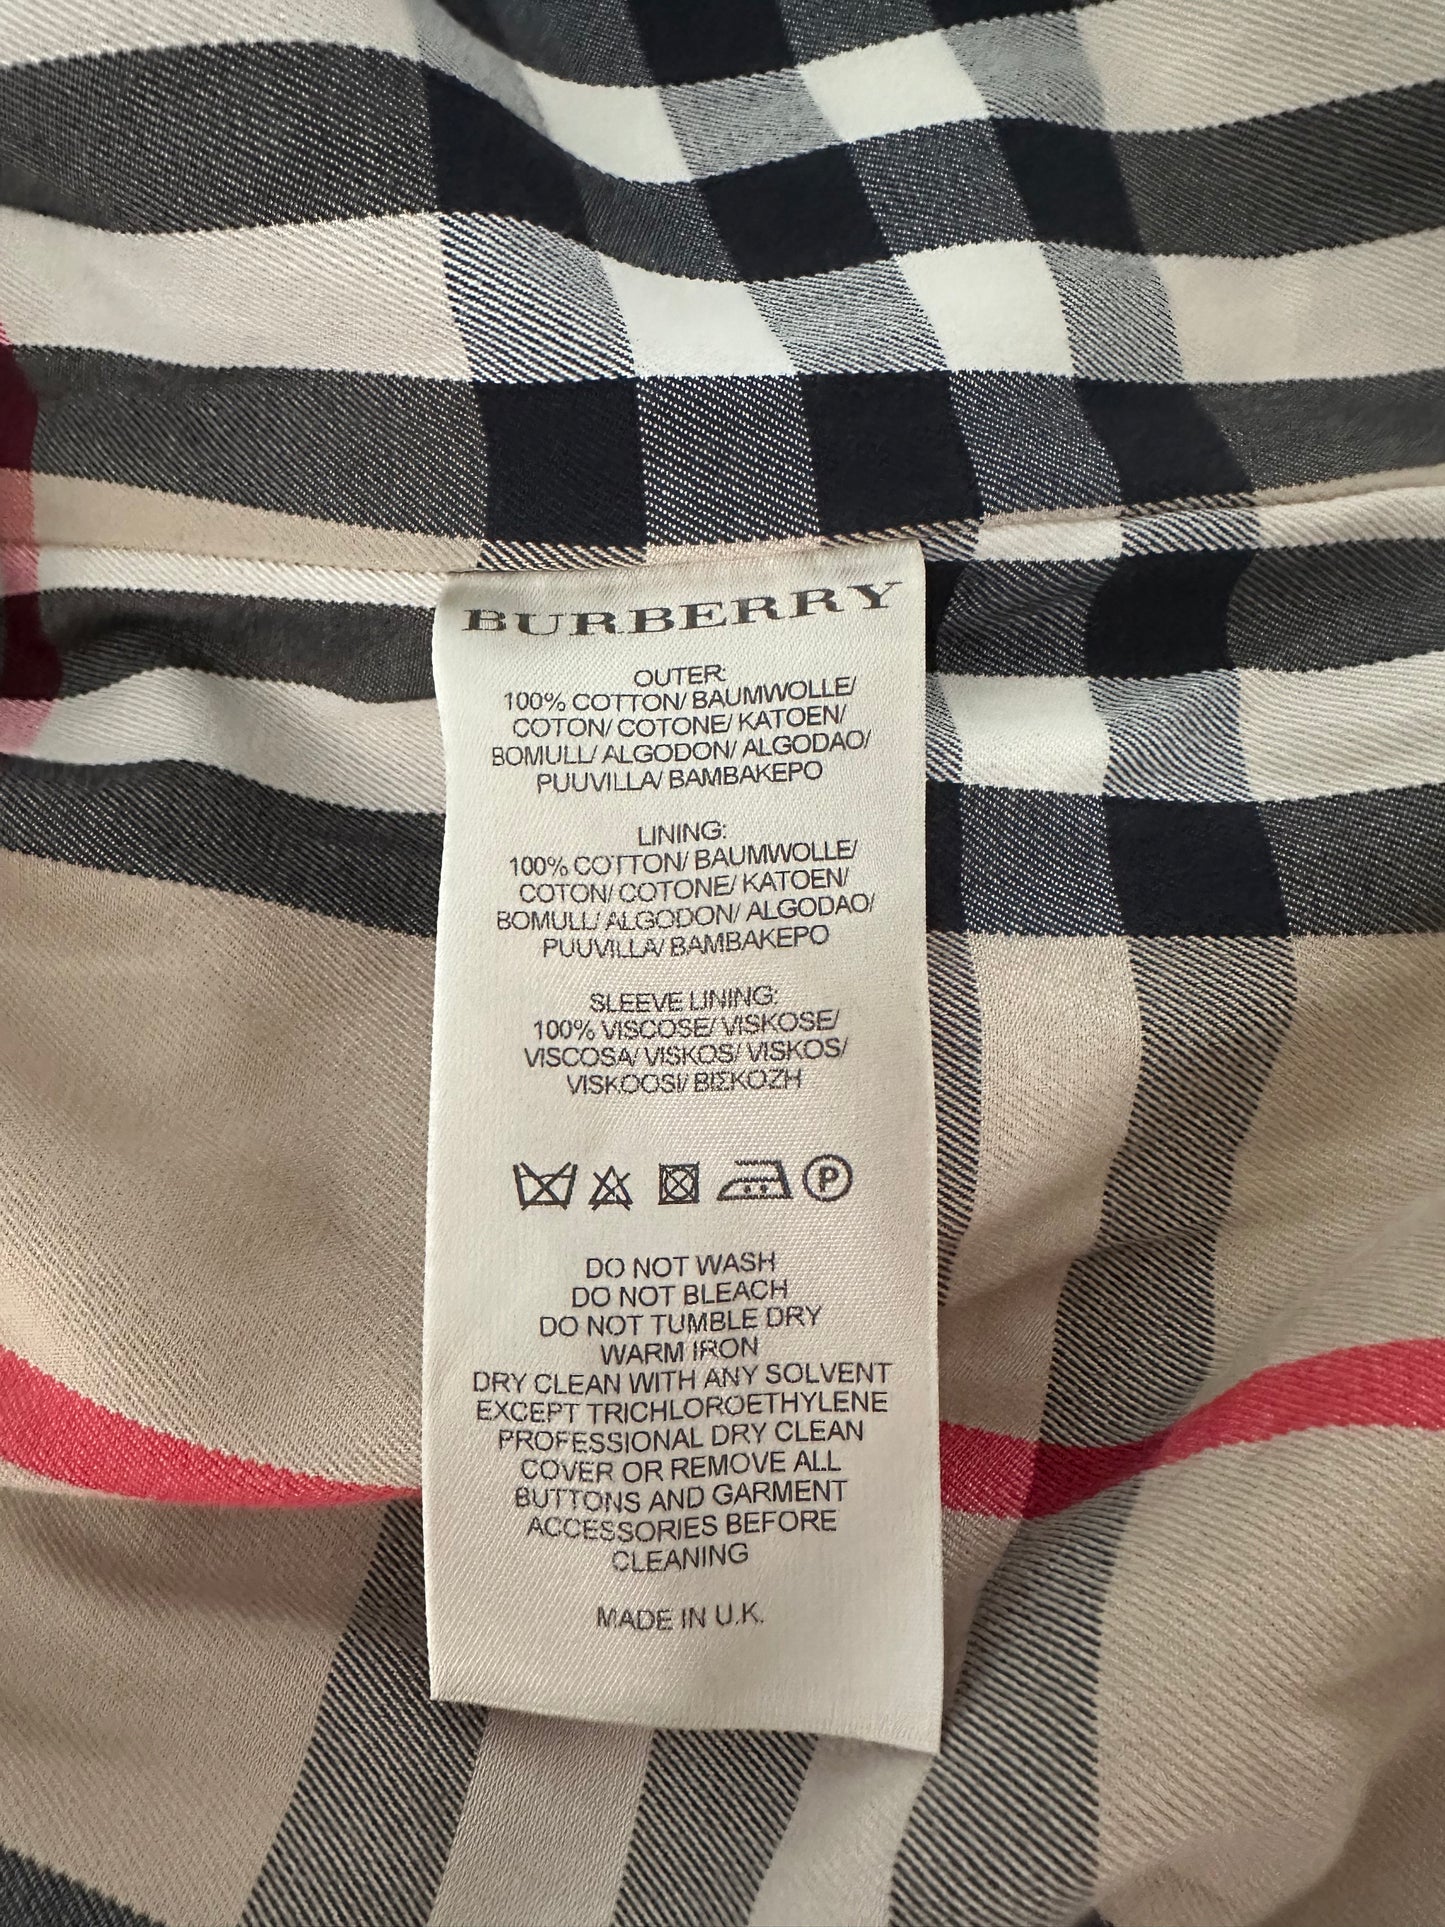 BURBERRY
OUTER:
100% COTTON/ BAUMWOLLE/
COTON/ COTONE/ KATOEN/
BOMULL/ ALGODON/ ALGODAO/
PUUVILLA/ BAMBAKEPO
LINING:
100% COTTON/ BAUMWOLLE/
COTON/ COTONE/ KATOEN/
BOMULL/ ALGODON/ ALGODAO/
PUUVILLA/ BAMBAKEPO
SLEEVE LINING:
100% VISCOSE/ VISKOSE/
VISCOSA/ VISKOS/ VISKOS/
VISKOOSI/ ΒΙΣΚΟΖΗ
P
DO NOT WASH
DO NOT BLEACH
DO NOT TUMBLE DRY
WARM IRON
DRY CLEAN WITH ANY SOLVENT
EXCEPT TRICHLOROETHYLENE
PROFESSIONAL DRY CLEAN
COVER OR REMOVE ALL
BUTTONS AND GARMENT
ACCESSORIES BEFORE
CLEANING
MADE IN U.K.